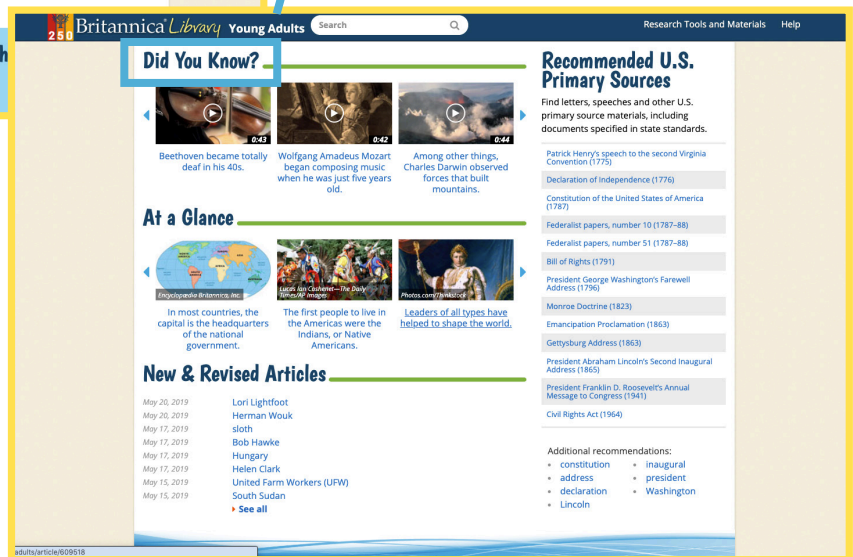 h
250 Britannica Library Young Adults
Search
Research Tools and Materials Help
Did You Know?
0:43
Beethoven became totally
deaf in his 40s.
0:42
Wolfgang Amadeus Mozart
began composing music
when he was just five years
old.
0:44
Among other things,
Charles Darwin observed
forces that built
mountains.
At a Glance
Encyclopædia Britannica, Inc.
In most countries, the
capital is the headquarters
of the national
government.
Lucas Ian Coshenet—The Daily
Times/AP Images
The first people to live in
the Americas were the
Indians, or Native
Americans.
Photos.com/Thinkstock
Leaders of all types have
helped to shape the world.
New & Revised Articles
May 20, 2019 Lori Lightfoot
May 20, 2019 Herman Wouk
May 17, 2019 sloth
May 17, 2019 Bob Hawke
May 17, 2019 Hungary
May 17, 2019 Helen Clark
May 15, 2019 United Farm Workers (UFW)
May 15, 2019 South Sudan
See all
Recommended U.S.
Primary Sources
Find letters, speeches and other U.S.
primary source materials, including
documents specified in state standards.
Patrick Henry's speech to the second Virginia
Convention (1775)
Declaration of Independence (1776)
Constitution of the United States of America
(1787)
Federalist papers, number 10 (1787–88)
Federalist papers, number 51 (1787–88)
Bill of Rights (1791)
President George Washington's Farewell
Address (1796)
Monroe Doctrine (1823)
Emancipation Proclamation (1863)
Gettysburg Address (1863)
President Abraham Lincoln's Second Inaugural
Address (1865)
President Franklin D. Roosevelt's Annual
Message to Congress (1941)
Civil Rights Act (1964)
Additional recommendations:
constitution
address
declaration
Lincoln
inaugural
president
Washington
adults/article/609518